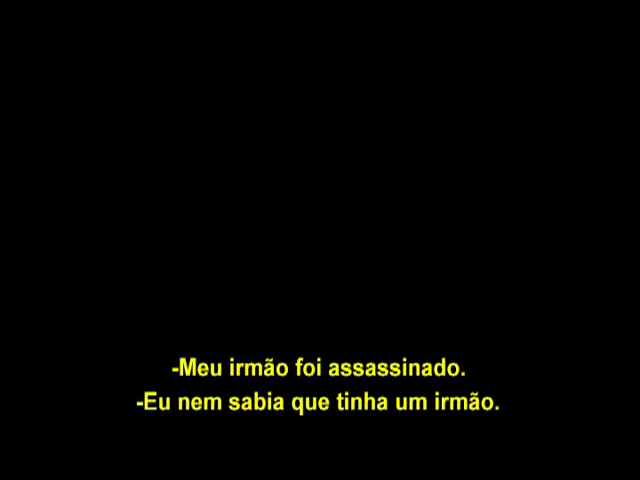 -Meu irmão foi assassinado.
-Eu nem sabia que tinha um irmão.